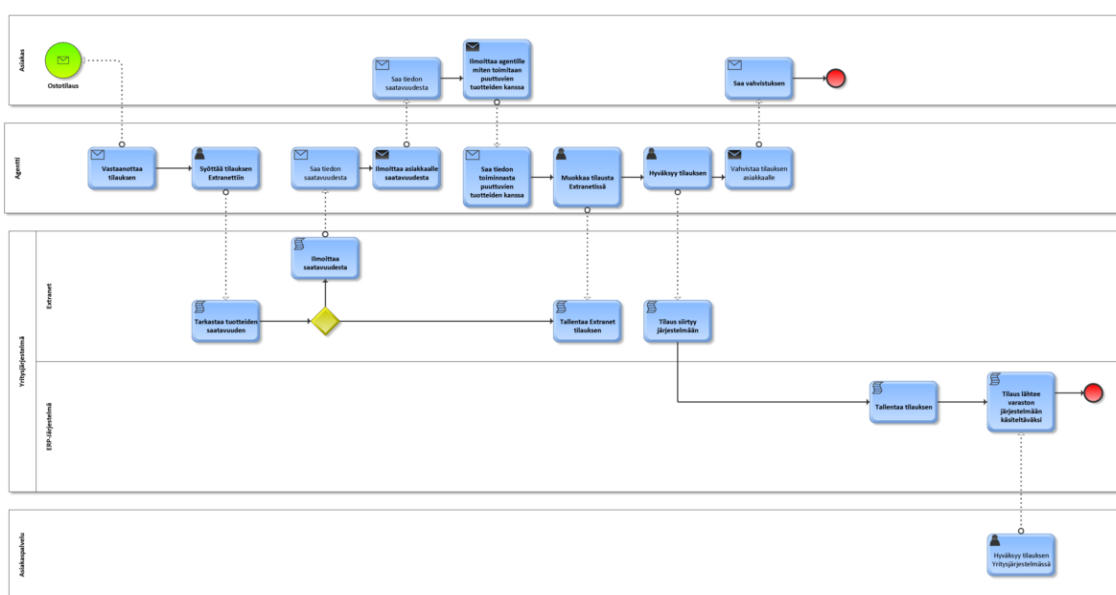 Asiakas
Ostotilaus
Saa tiedon
saatavuudesta
Ilmoittaa agentille
miten toimitaan
puuttuvien
tuotteiden kanssa
Saa vahvistuksen
Agentti
Vastaanottaa
tilauksen
Syöttää tilauksen
Extranettiin
Saa tiedon
saatavuudesta
Ilmoittaa asiakkaalle
saatavuudesta
Saa tiedon
toiminnasta
puuttuvien
tuotteiden kanssa
Muokkaa tilausta
Extranetissä
Hyväksyy tilauksen
Vahvistaa tilauksen
asiakkaalle
Yritysjärjestelmä
Extranet
Ilmoittaa
saatavuudesta
Tarkastaa tuotteiden
saatavuuden
Tallentaa Extranet
tilauksen
Tilaus siirtyy
järjestelmään
ERP-Järjestelmä
Tallentaa tilauksen
Tilaus lähtee
varaston
järjestelmään
käsiteltäväksi
Asiakaspalvelu
Hyväksyy tilauksen
Yritysjärjestelmässä